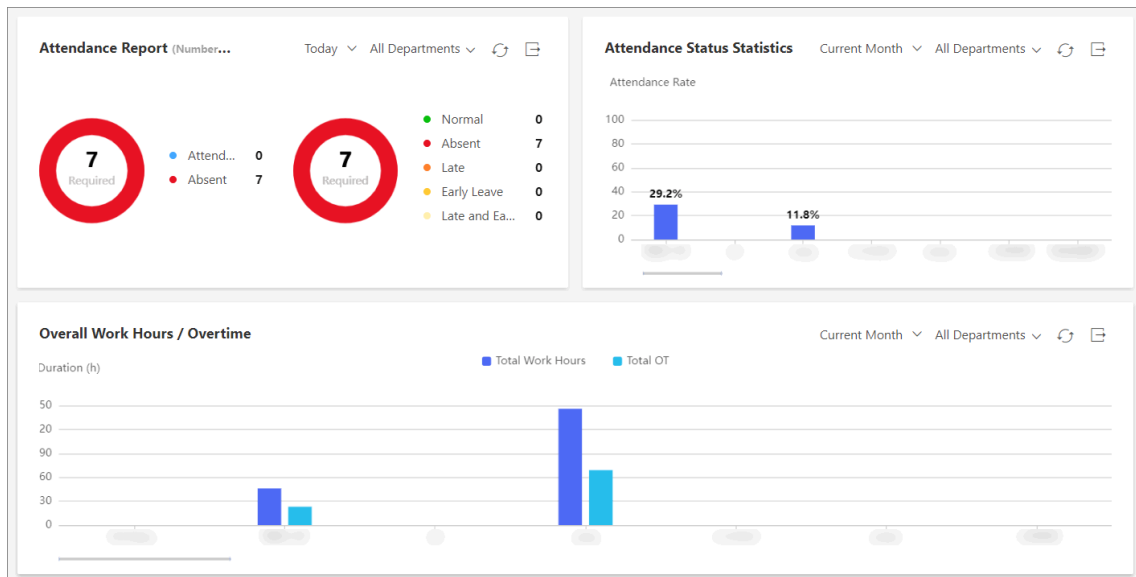 Attendance Report (Number... Today All Departments
7
Required
Attend... 0
Absent 7
7
Required
Normal 0
Absent 7
Late 0
Early Leave 0
Late and Ea... 0
Attendance Status Statistics Current Month All Departments
Attendance Rate
100
80
60
40
20
0
29.2%
11.8%
Overall Work Hours / Overtime Current Month All Departments
Duration (h)
Total Work Hours Total OT
50
20
90
60
30
0